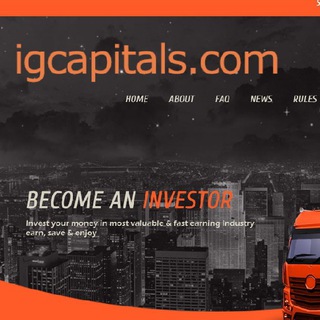 igcapitals.com
HOME ABOUT FAQ NEWS RULES
BECOME AN INVESTOR
Invest your money in most valuable & fast earning industry
earn, save & enjoy